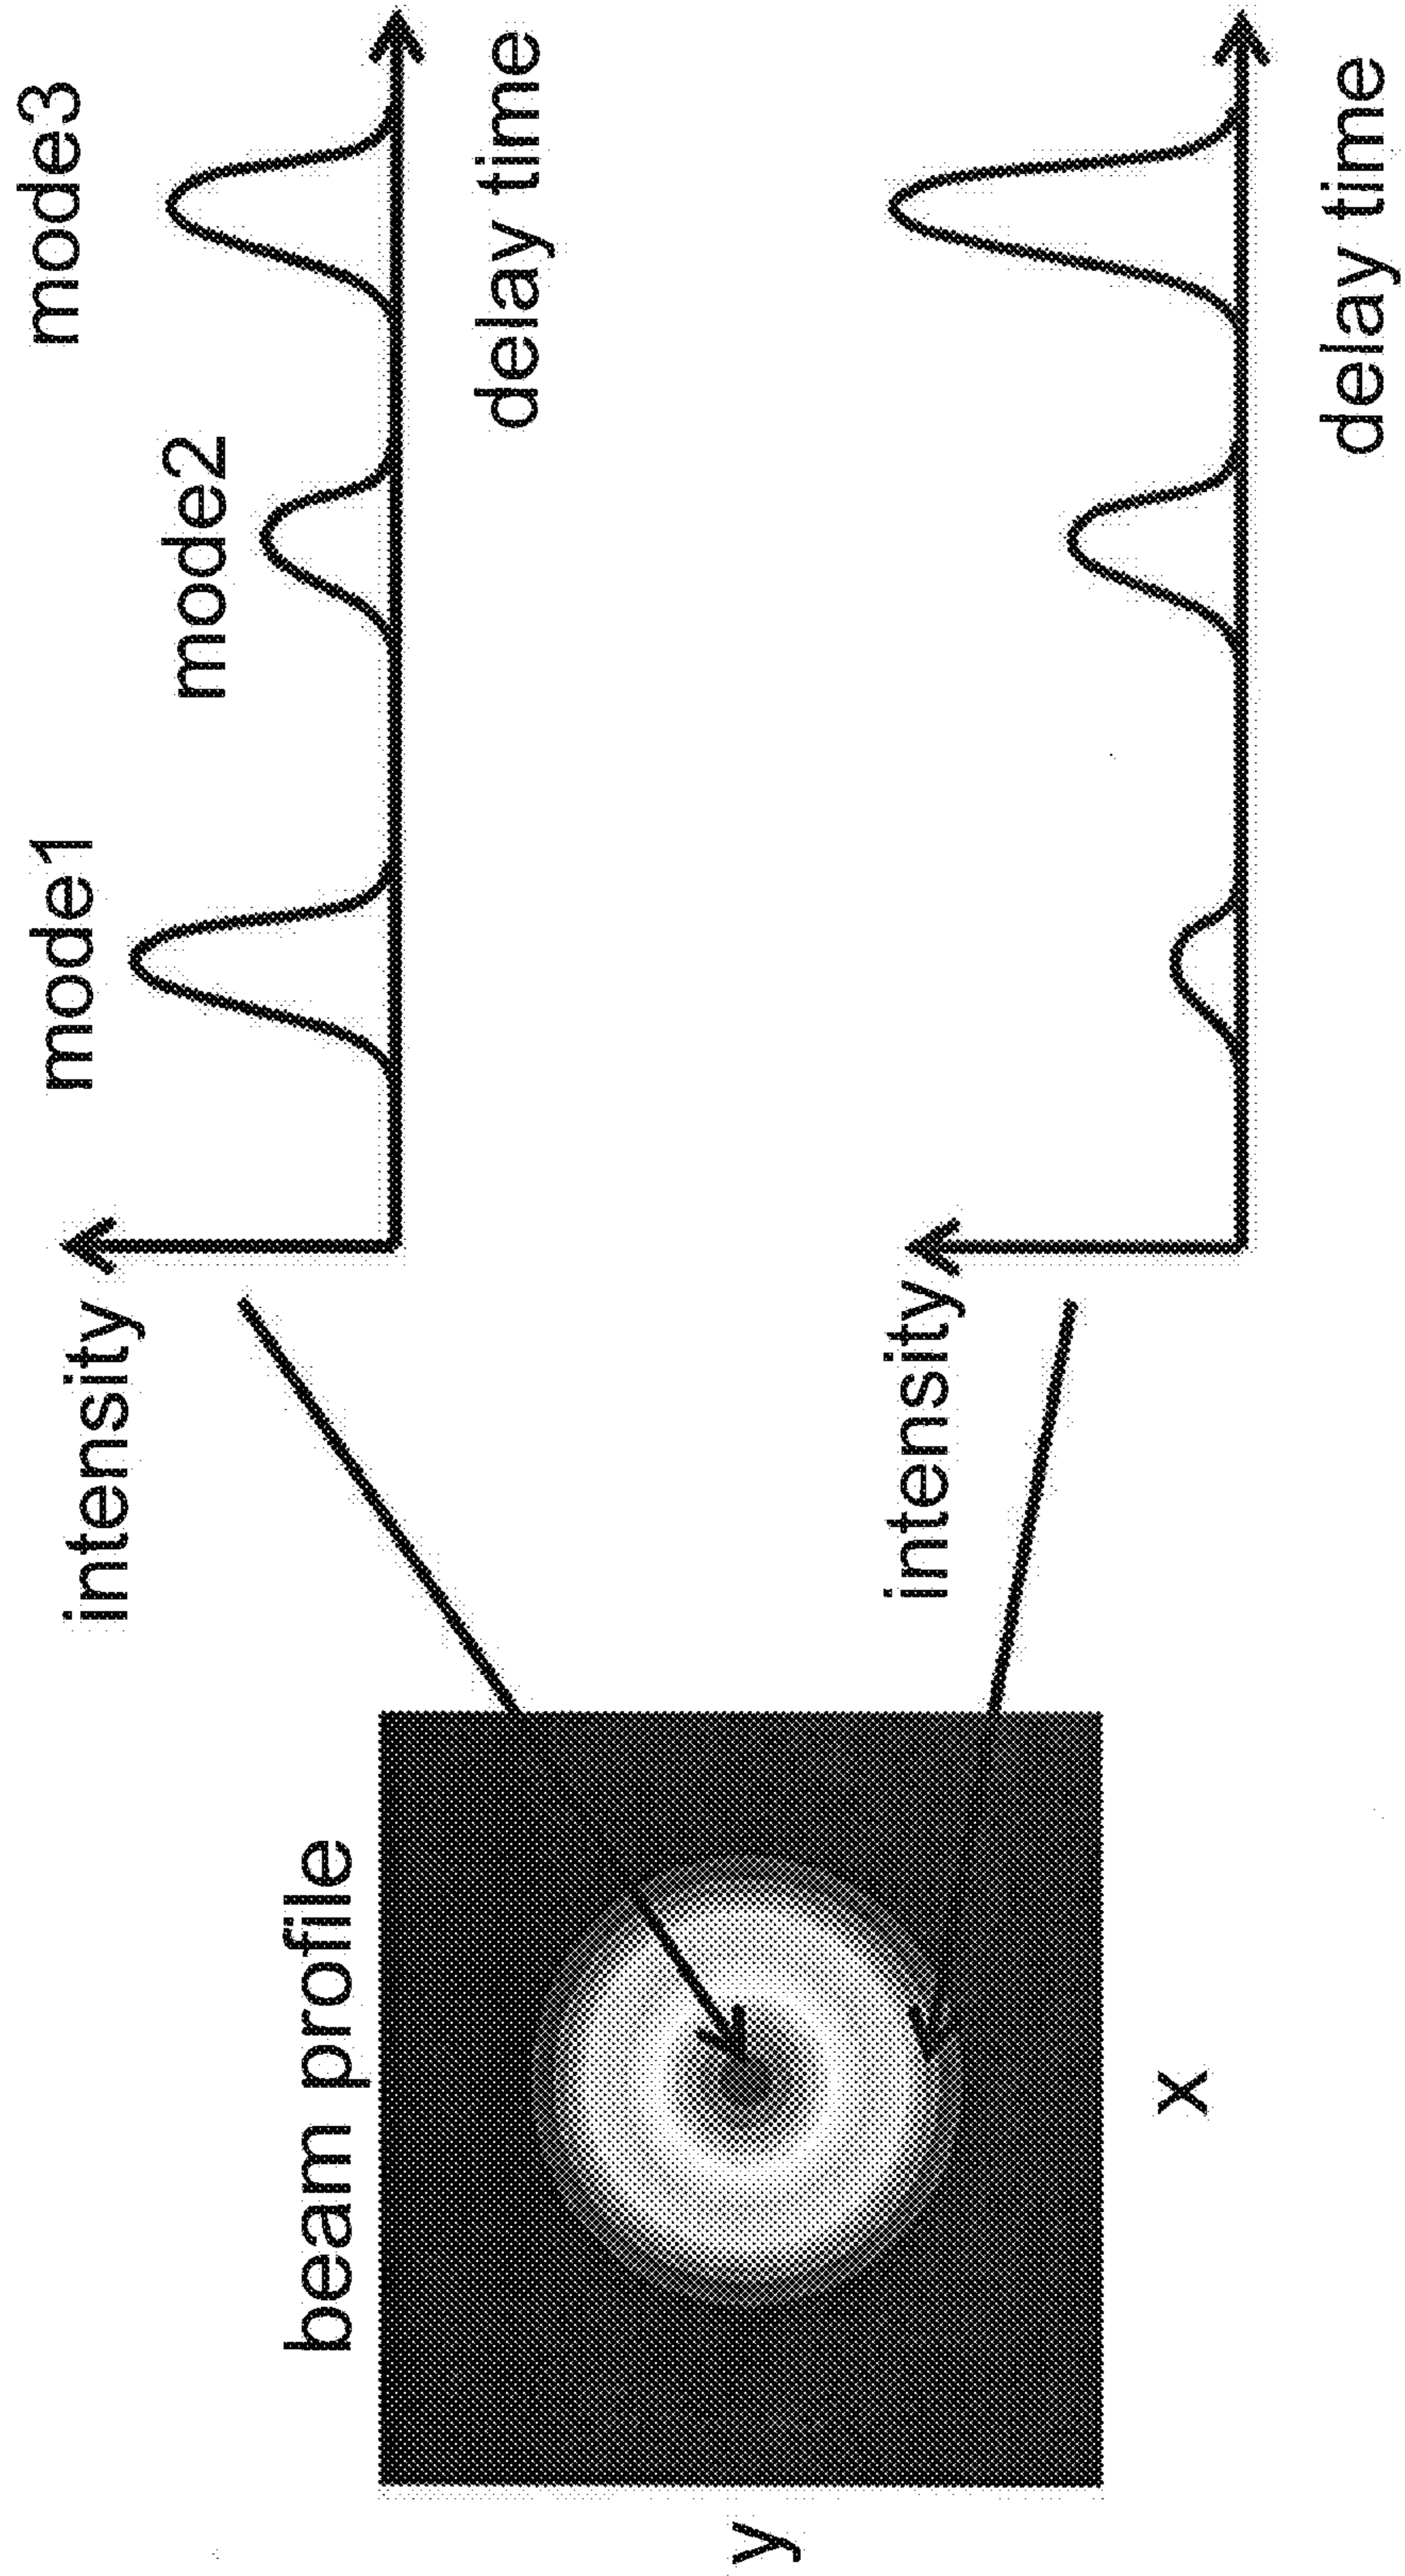 beam profile
y
x
intensity
mode1
mode2
mode3
delay time
intensity
delay time